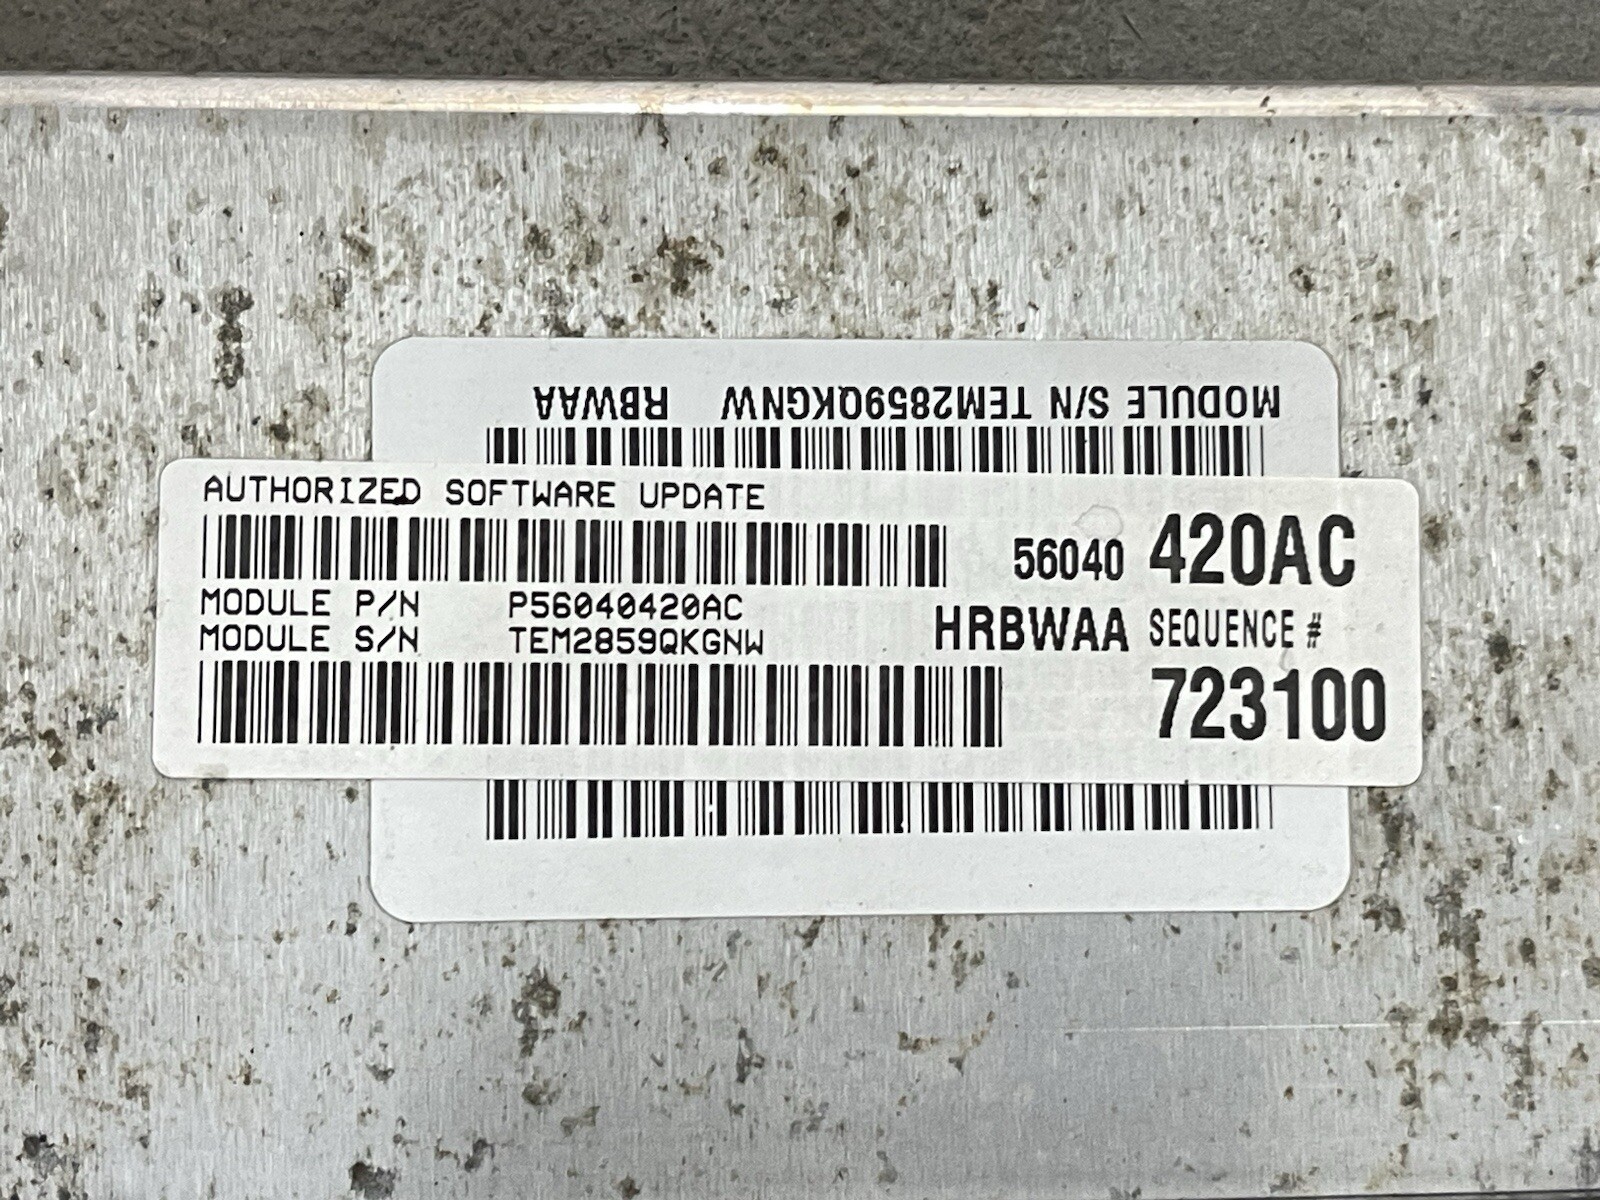 MODULE S/N TEM2859QKGNW RBWAA
AUTHORIZED SOFTWARE UPDATE
56040 420AC
MODULE P/N P56040420AC
MODULE S/N TEM2859QKGNW
HRBWAA SEQUENCE #
723100